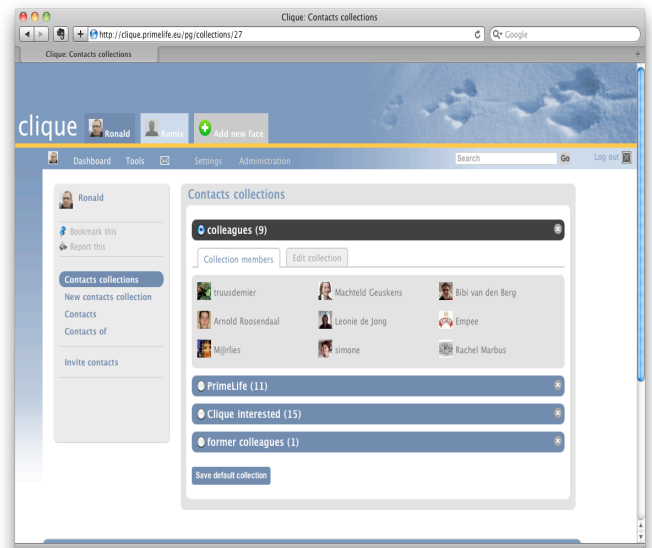 Clique: Contacts collections
http://clique.primelife.eu/pg/collections/27
Google
Clique: Contacts collections
clique
Ronald
Romix
Add new face
Dashboard Tools Settings Administration
Search
Go
Log out
Ronald
Bookmark this
Report this
Contacts collections
New contacts collection
Contacts
Contacts of
Invite contacts
Contacts collections
colleagues (9)
Collection members
Edit collection
truusdemier Machteld Geuskens Bibi van den Berg
Arnold Roosendaal Leonie de Jong Empee
M@rlies simone Rachel Marbus
PrimeLife (11)
Clique interested (15)
former colleagues (1)
Save default collection